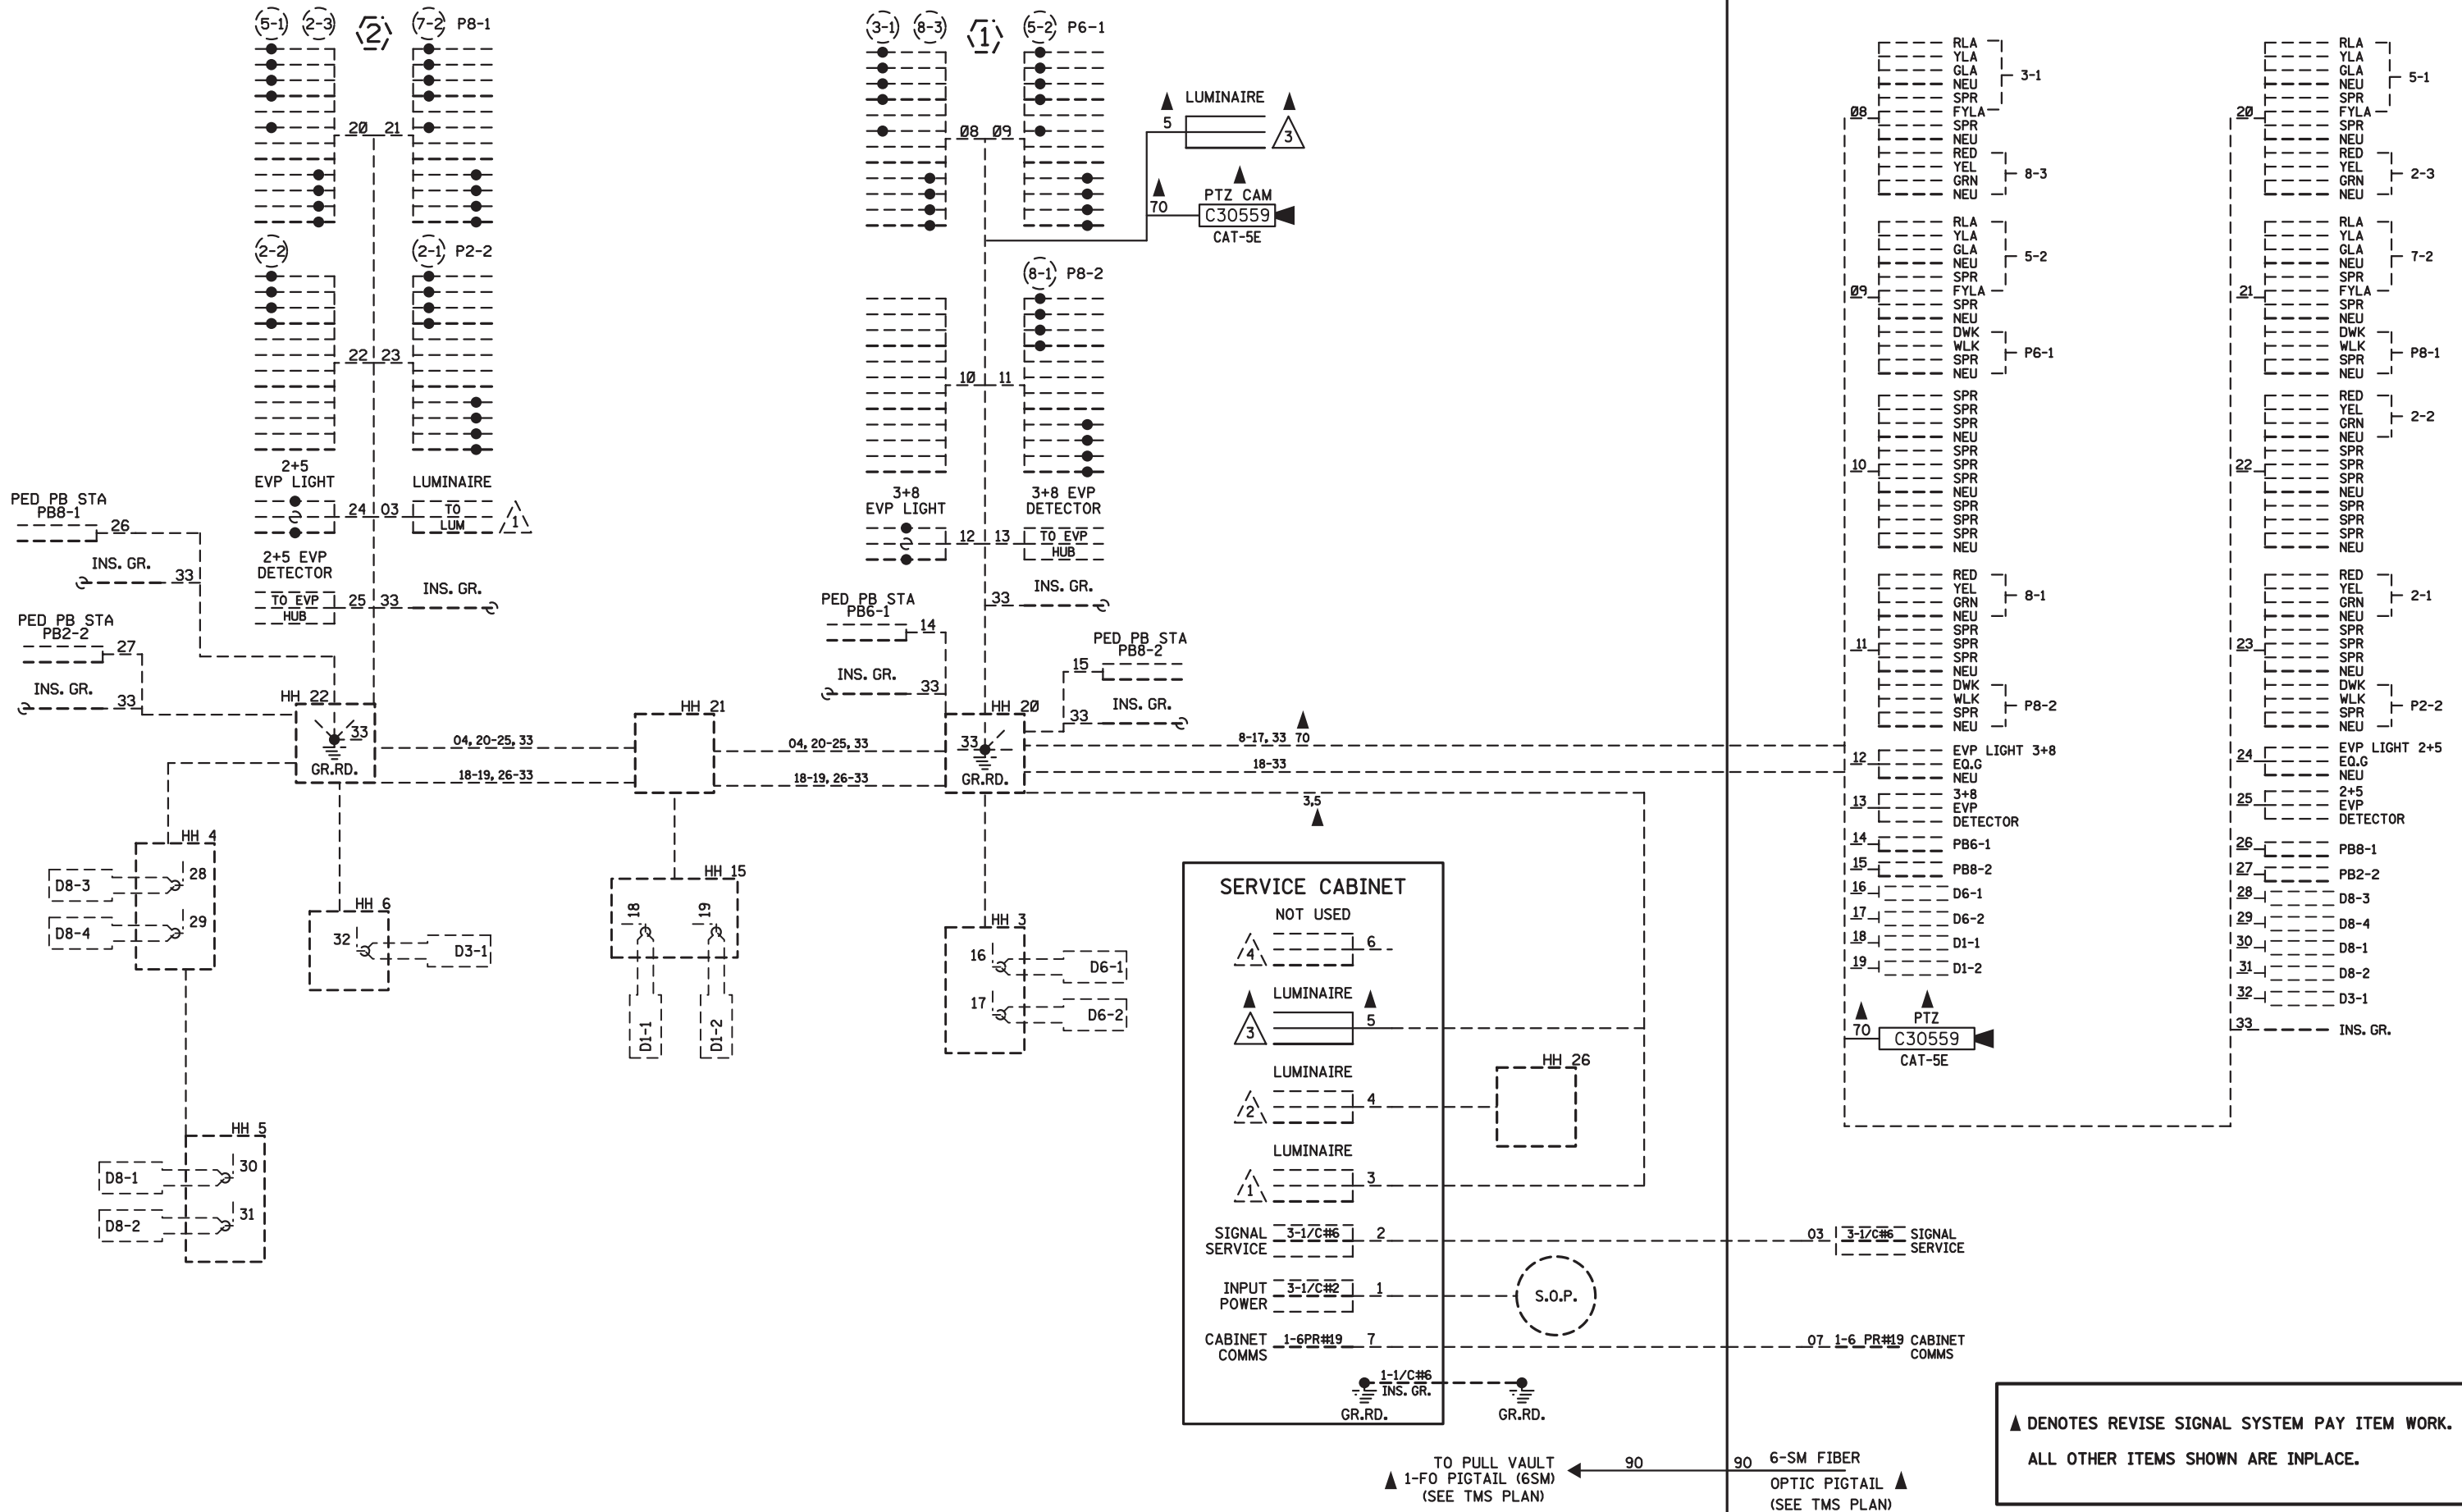 5-1 2-3 2 7-2 P8-1
20 21
2-2 2-1 P2-2
22 23
2+5
EVP LIGHT
LUMINAIRE
24 03
TO
LUM
1
2+5 EVP
DETECTOR
TO EVP
HUB
25 33
INS. GR.
PED PB STA
PB8-1
26
INS. GR.
33
PED PB STA
PB2-2
27
INS. GR.
33
HH 22
33
GR.RD.
04, 20-25, 33
18-19, 26-33
HH 21
04, 20-25, 33
18-19, 26-33
HH 4
28
D8-3
29
D8-4
HH 6
32
D3-1
HH 15
18
19
D1-1
D1-2
HH 5
30
D8-1
31
D8-2
3-1 8-3 1 5-2 P6-1
08 09
5
LUMINAIRE
3
70
PTZ CAM
C30559
CAT-5E
8-1 P8-2
10 11
3+8
EVP LIGHT
3+8 EVP
DETECTOR
12 13
TO EVP
HUB
INS. GR.
33
PED PB STA
PB6-1
14
INS. GR.
33
PED PB STA
PB8-2
15
INS. GR.
33
HH 20
33
GR.RD.
8-17, 33 70
18-33
3,5
HH 3
16
D6-1
17
D6-2
SERVICE CABINET
NOT USED
4
6
LUMINAIRE
3
5
LUMINAIRE
2
4
HH 26
LUMINAIRE
1
3
SIGNAL
SERVICE
3-1/C#6
2
INPUT
POWER
3-1/C#2
1
S.O.P.
CABINET
COMMS
1-6PR#19
7
1-1/C#6
INS. GR.
GR.RD.
GR.RD.
03
3-1/C#6
SIGNAL
SERVICE
07
1-6 PR#19
CABINET
COMMS
TO PULL VAULT
1-FO PIGTAIL (6SM)
(SEE TMS PLAN)
90
90
6-SM FIBER
OPTIC PIGTAIL
(SEE TMS PLAN)
08
RLA
YLA
GLA
NEU
SPR
FYLA
SPR
NEU
RED
YEL
GRN
NEU
3-1
8-3
09
RLA
YLA
GLA
NEU
SPR
FYLA
SPR
NEU
DWK
WLK
SPR
NEU
5-2
P6-1
10
SPR
SPR
SPR
NEU
SPR
SPR
SPR
NEU
SPR
SPR
SPR
NEU
11
RED
YEL
GRN
NEU
SPR
SPR
SPR
NEU
DWK
WLK
SPR
NEU
8-1
P8-2
12
EVP LIGHT 3+8
EQ.G
NEU
13
3+8
EVP
DETECTOR
14
PB6-1
15
PB8-2
16
D6-1
17
D6-2
18
D1-1
19
D1-2
70
PTZ
C30559
CAT-5E
20
RLA
YLA
GLA
NEU
SPR
FYLA
SPR
NEU
RED
YEL
GRN
NEU
5-1
2-3
21
RLA
YLA
GLA
NEU
SPR
FYLA
SPR
NEU
DWK
WLK
SPR
NEU
7-2
P8-1
22
RED
YEL
GRN
NEU
SPR
SPR
SPR
NEU
SPR
SPR
SPR
NEU
2-2
23
RED
YEL
GRN
NEU
SPR
SPR
SPR
NEU
DWK
WLK
SPR
NEU
2-1
P2-2
24
EVP LIGHT 2+5
EQ.G
NEU
25
2+5
EVP
DETECTOR
26
PB8-1
27
PB2-2
28
D8-3
29
D8-4
30
D8-1
31
D8-2
32
D3-1
33
INS. GR.
DENOTES REVISE SIGNAL SYSTEM PAY ITEM WORK.
ALL OTHER ITEMS SHOWN ARE INPLACE.